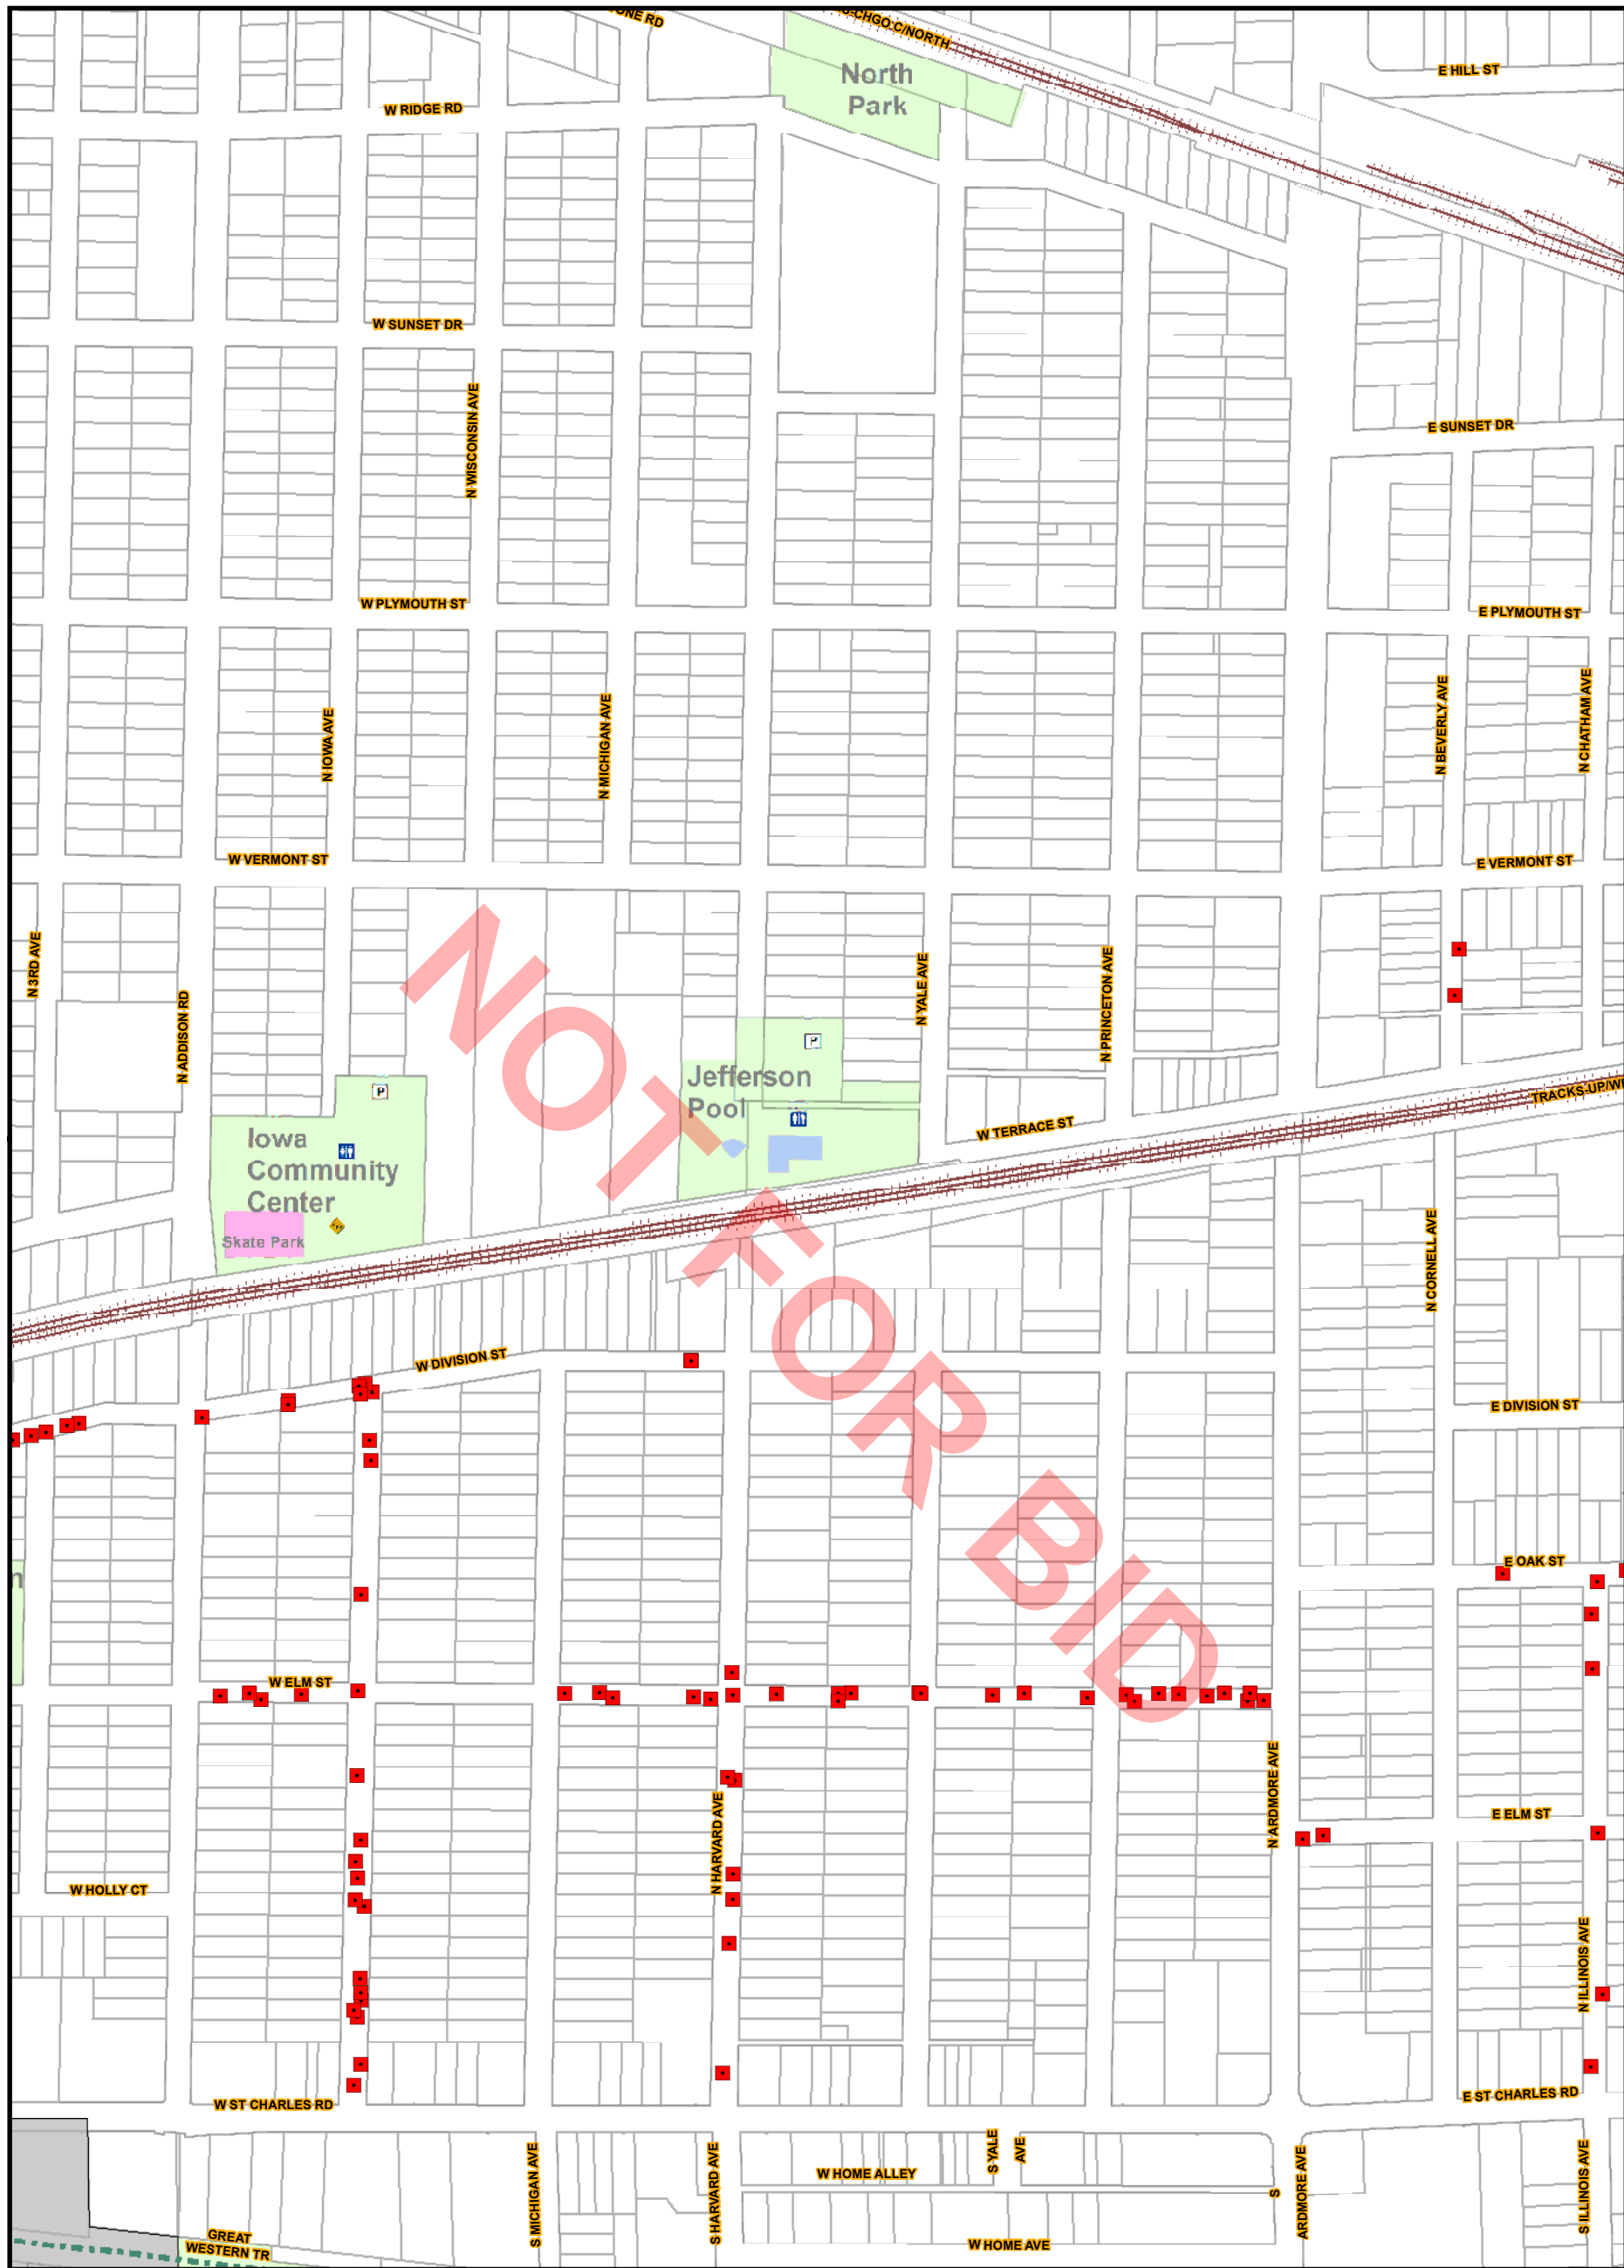 CHGO C/NORTH
E HILL ST
North
Park
W RIDGE RD
W SUNSET DR
N WISCONSIN AVE
E SUNSET DR
W PLYMOUTH ST
E PLYMOUTH ST
N IOWA AVE
N MICHIGAN AVE
N BEVERLY AVE
N CHATHAM AVE
W VERMONT ST
E VERMONT ST
N 3RD AVE
N ADDISON RD
N YALE AVE
N PRINCETON AVE
P
Jefferson
Pool
P
TRACKS-UP/W
W TERRACE ST
Iowa
Community
Center
Skate Park
N CORNELL AVE
NOT FOR BID
W DIVISION ST
E DIVISION ST
E OAK ST
W ELM ST
N ARDMORE AVE
E ELM ST
N HARVARD AVE
W HOLLY CT
N ILLINOIS AVE
W ST CHARLES RD
E ST CHARLES RD
S MICHIGAN AVE
S HARVARD AVE
S YALE
AVE
W HOME ALLEY
S
ARDMORE AVE
S ILLINOIS AVE
GREAT
WESTERN TR
W HOME AVE